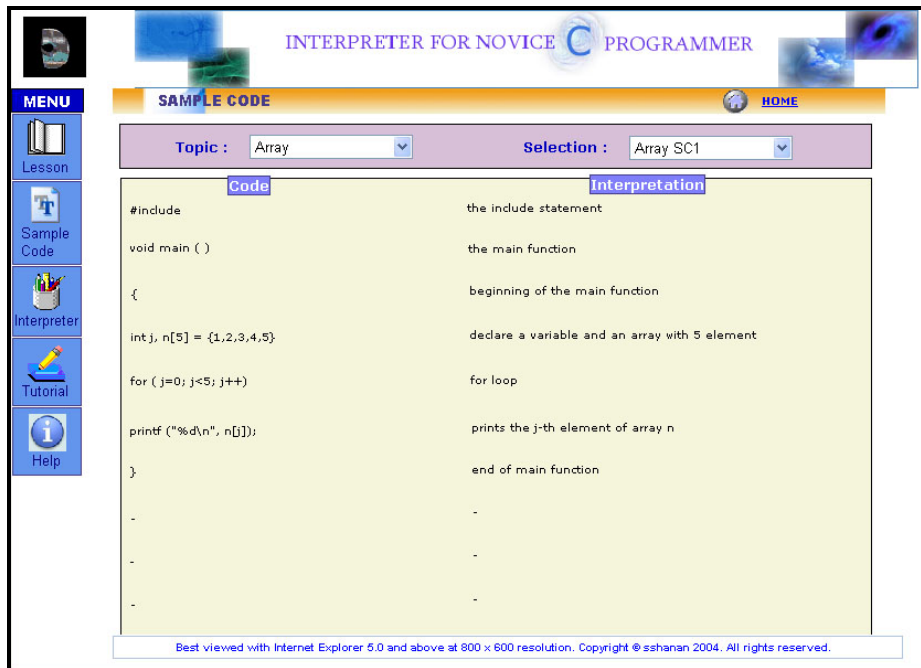 INTERPRETER FOR NOVICE C PROGRAMMER
MENU
SAMPLE CODE
HOME
Lesson
Sample
Code
Interpreter
Tutorial
Help
Topic : Array
Selection : Array SC1
Code Interpretation
#include the include statement
void main ( ) the main function
{ beginning of the main function
int j, n[5] = {1,2,3,4,5} declare a variable and an array with 5 element
for ( j=0; j<5; j++) for loop
printf ("%d\n", n[j]); prints the j-th element of array n
} end of main function
- -
- -
- -
Best viewed with Internet Explorer 5.0 and above at 800 x 600 resolution. Copyright © sshanan 2004. All rights reserved.